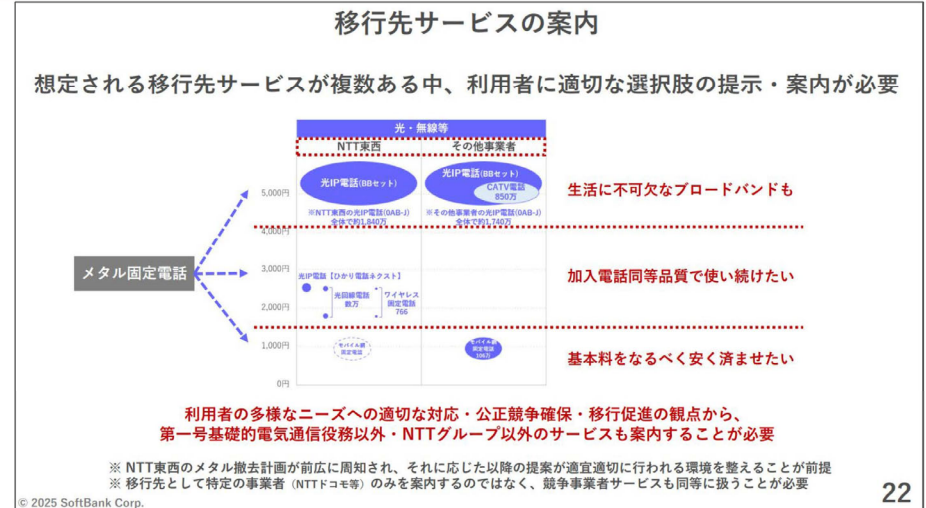 移行先サービスの案内
想定される移行先サービスが複数ある中、利用者に適切な選択肢の提示・案内が必要
光・無線等
NTT東西
その他事業者
光IP電話(BBセット)
光IP電話(BBセット)
CATV電話
850万
5,000円
※NTT東西の光IP電話(0AB-J)
全体で約1,840万
※その他事業者の光IP電話(0AB-J)
全体で約1,740万
生活に不可欠なブロードバンドも
4,000円
メタル固定電話
3,000円
光IP電話【ひかり電話ネクスト】
光回線電話
数万
ワイヤレス
固定電話
766
加入電話同等品質で使い続けたい
2,000円
1,000円
モバイル網
固定電話
モバイル網
固定電話
基本料をなるべく安く済ませたい
0円
利用者の多様なニーズへの適切な対応・公正競争確保・移行促進の観点から、
第一号基礎的電気通信役務以外・NTTグループ以外のサービスも案内することが必要
※ NTT東西のメタル撤去計画が前広に周知され、それに応じた以降の提案が適宜適切に行われる環境を整えることが前提
※ 移行先として特定の事業者（NTTドコモ等）のみを案内するのではなく、競争事業者サービスも同等に扱うことが必要
© 2025 SoftBank Corp.
22